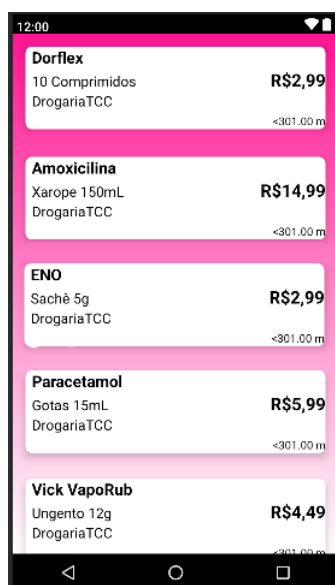 12:00
Dorflex
10 Comprimidos
R$2,99
DrogariaTCC
<301.00 m
Amoxicilina
Xarope 150mL
R$14,99
DrogariaTCC
<301.00 m
ENO
Sachê 5g
R$2,99
DrogariaTCC
<301.00 m
Paracetamol
Gotas 15mL
R$5,99
DrogariaTCC
<301.00 m
Vick VapoRub
Ungento 12g
R$4,49
DrogariaTCC
<301.00 m